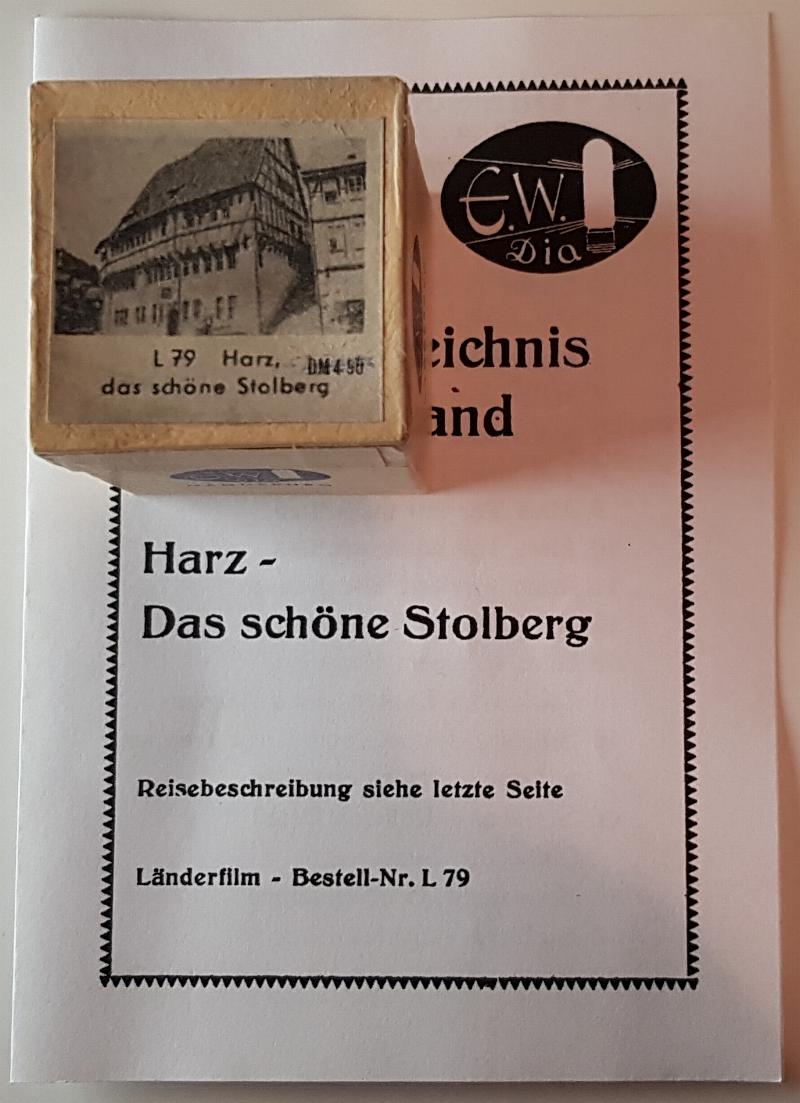 L 79 Harz, DM 4.50
das schöne Stolberg
E.W.
Dia
eichnis
and
Harz -
Das schöne Stolberg
Reisebeschreibung siehe letzte Seite
Länderfilm - Bestell-Nr. L 79